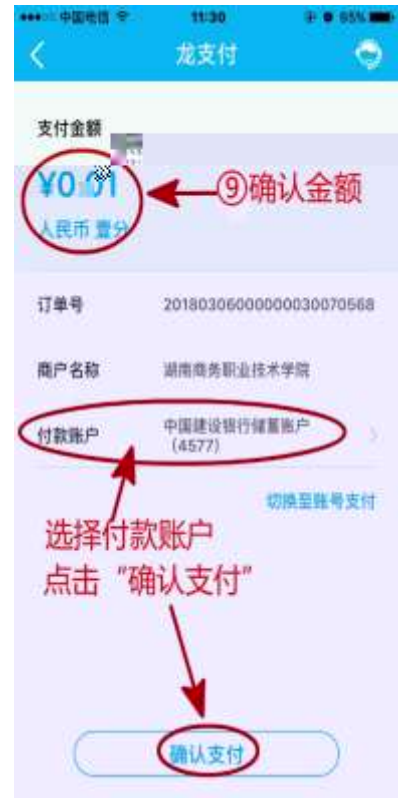 中国电信 11:30 65%
龙支付
支付金额
¥0.01
⑨确认金额
人民币 壹分
订单号 20180306000000030070568
商户名称 湖南商务职业技术学院
付款账户 中国建设银行储蓄账户
(4577)
切换至账号支付
选择付款账户
点击“确认支付”
确认支付